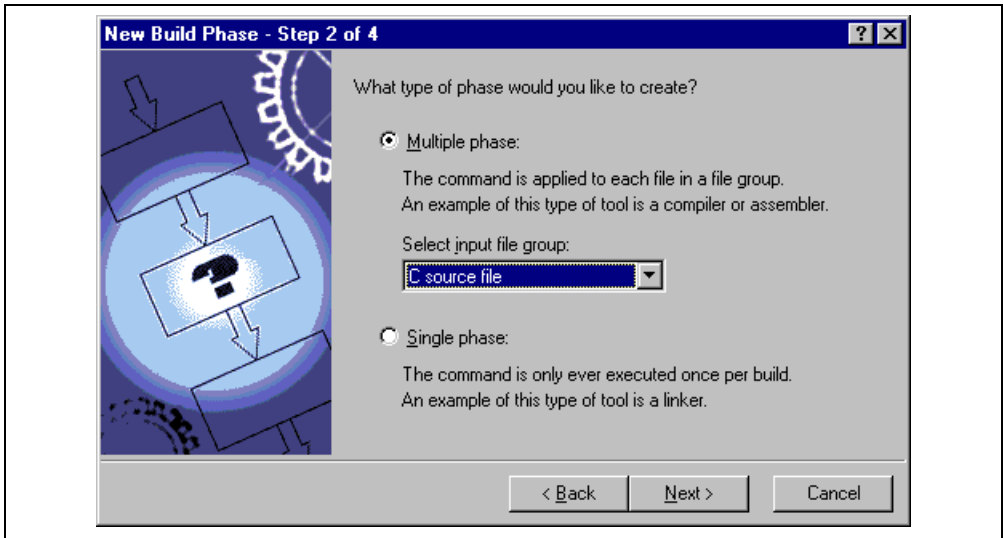 New Build Phase - Step 2 of 4
What type of phase would you like to create?
Multiple phase:
The command is applied to each file in a file group.
An example of this type of tool is a compiler or assembler.
Select input file group:
C source file
Single phase:
The command is only ever executed once per build.
An example of this type of tool is a linker.
< Back
Next >
Cancel